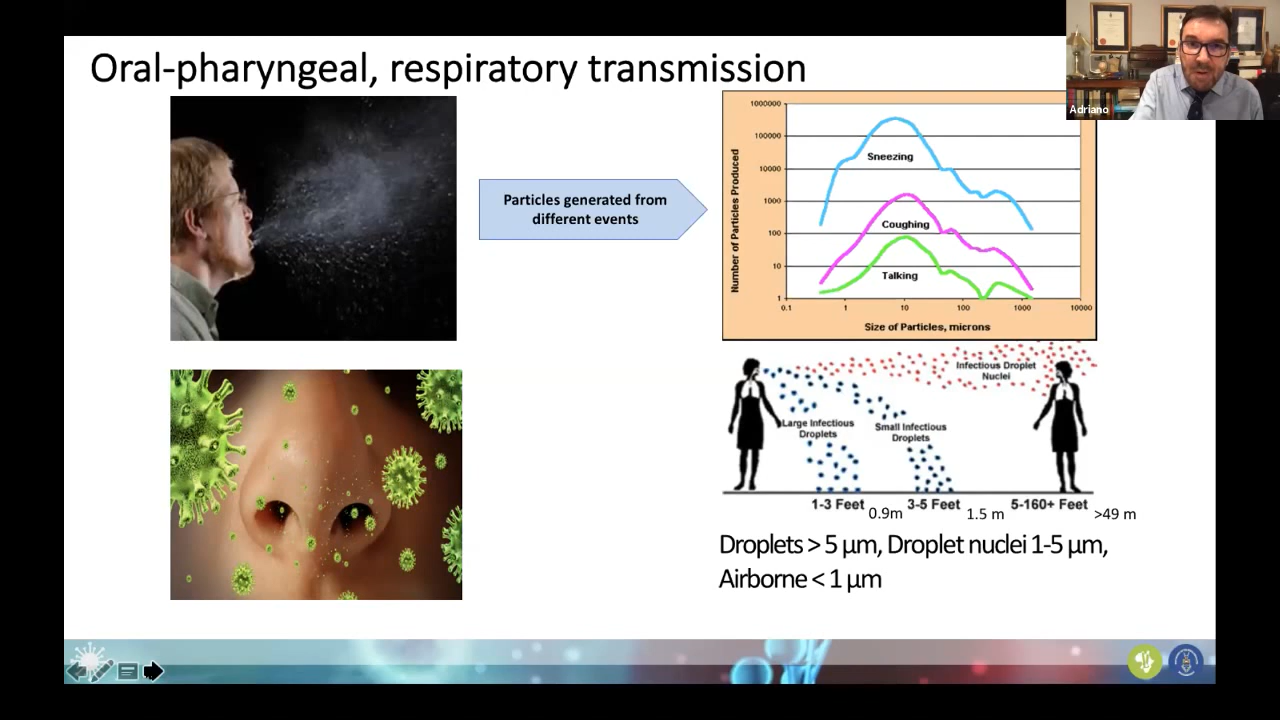 Oral-pharyngeal, respiratory transmission
Adriano
Particles generated from
different events
Number of Particles Produced
1000000
100000
10000
1000
100
10
1
Sneezing
Coughing
Talking
0.1
1
10
100
1000
10000
Size of Particles, microns
Infectious Droplet
Nuclei
Large Infectious
Droplets
Small Infectious
Droplets
1-3 Feet 0.9m 3-5 Feet 1.5 m 5-160+ Feet >49 m
Droplets > 5 µm, Droplet nuclei 1-5 µm,
Airborne < 1 µm